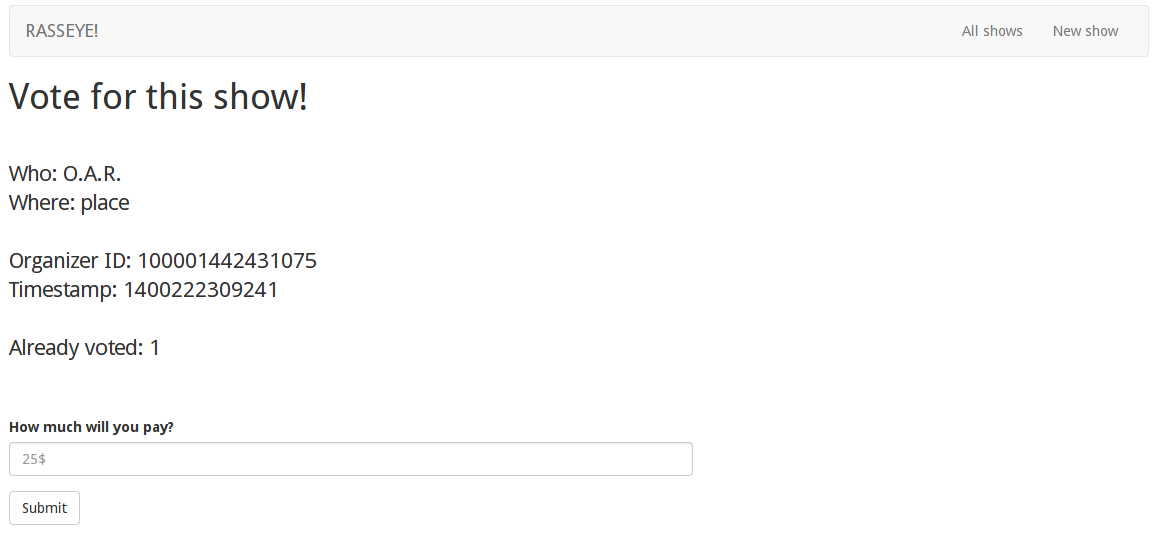 RASSEYE! All shows New show
Vote for this show!
Who: O.A.R.
Where: place
Organizer ID: 100001442431075
Timestamp: 1400222309241
Already voted: 1
How much will you pay?
25$
Submit